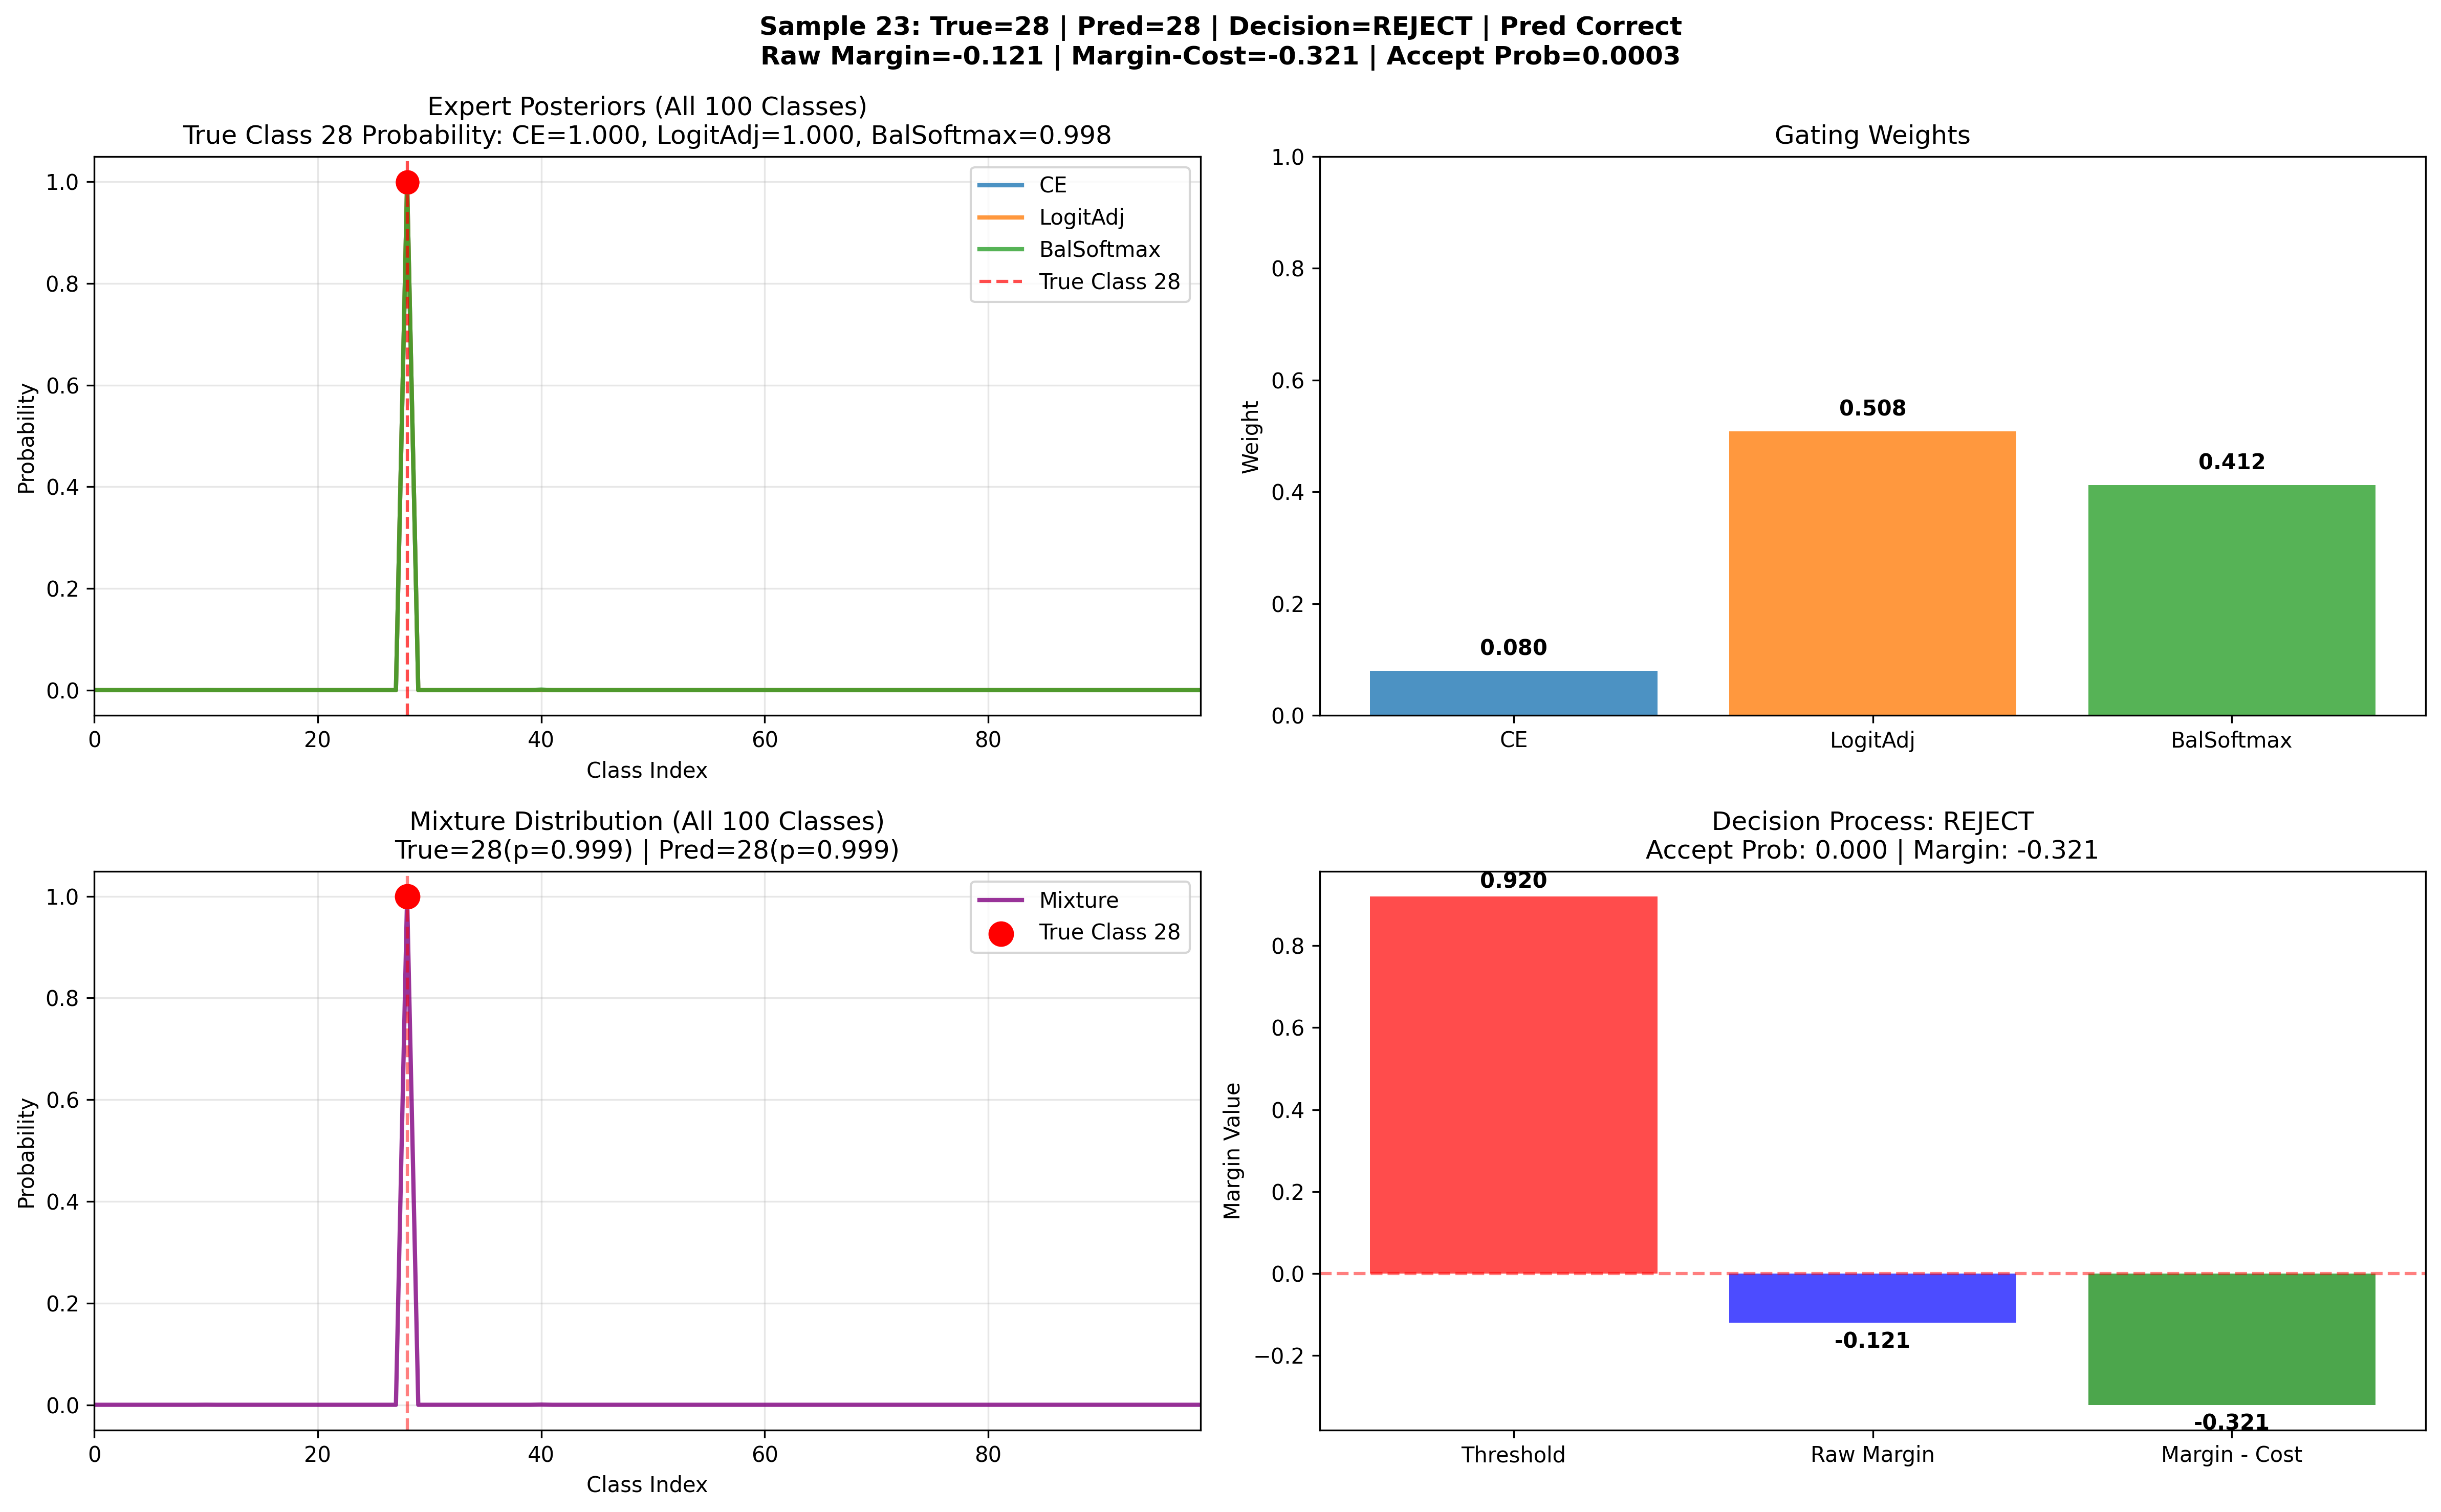 Sample 23: True=28 | Pred=28 | Decision=REJECT | Pred Correct
Raw Margin=-0.121 | Margin-Cost=-0.321 | Accept Prob=0.0003
Expert Posteriors (All 100 Classes)
True Class 28 Probability: CE=1.000, LogitAdj=1.000, BalSoftmax=0.998
Probability
1.0
0.8
0.6
0.4
0.2
0.0
0 20 40 60 80
Class Index
CE
LogitAdj
BalSoftmax
True Class 28
Gating Weights
Weight
1.0
0.8
0.6
0.4
0.2
0.0
0.080
0.508
0.412
CE LogitAdj BalSoftmax
Mixture Distribution (All 100 Classes)
True=28(p=0.999) | Pred=28(p=0.999)
Probability
1.0
0.8
0.6
0.4
0.2
0.0
0 20 40 60 80
Class Index
Mixture
True Class 28
Decision Process: REJECT
Accept Prob: 0.000 | Margin: -0.321
Margin Value
0.8
0.6
0.4
0.2
0.0
−0.2
0.920
-0.121
-0.321
Threshold Raw Margin Margin - Cost